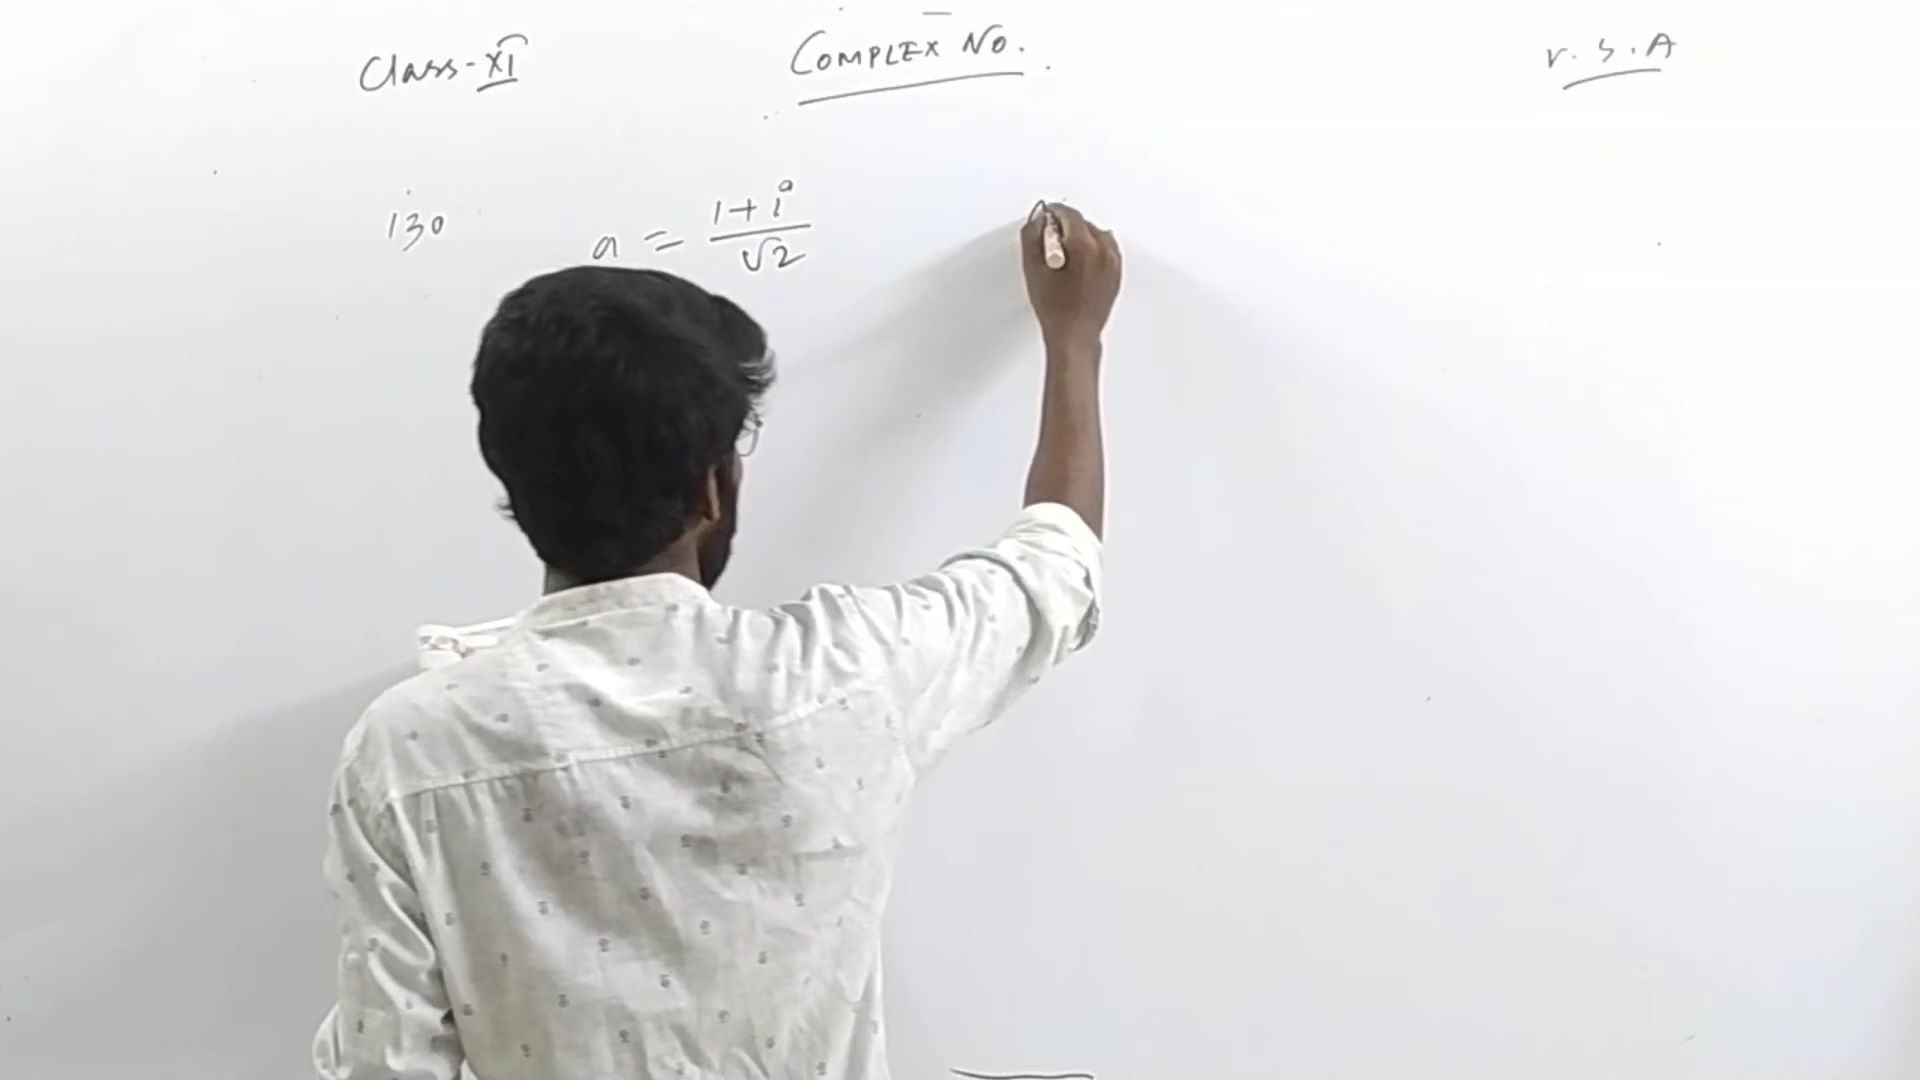 Class-XI
COMPLEX NO.
V. S. A
130
a = (1+i)/√2